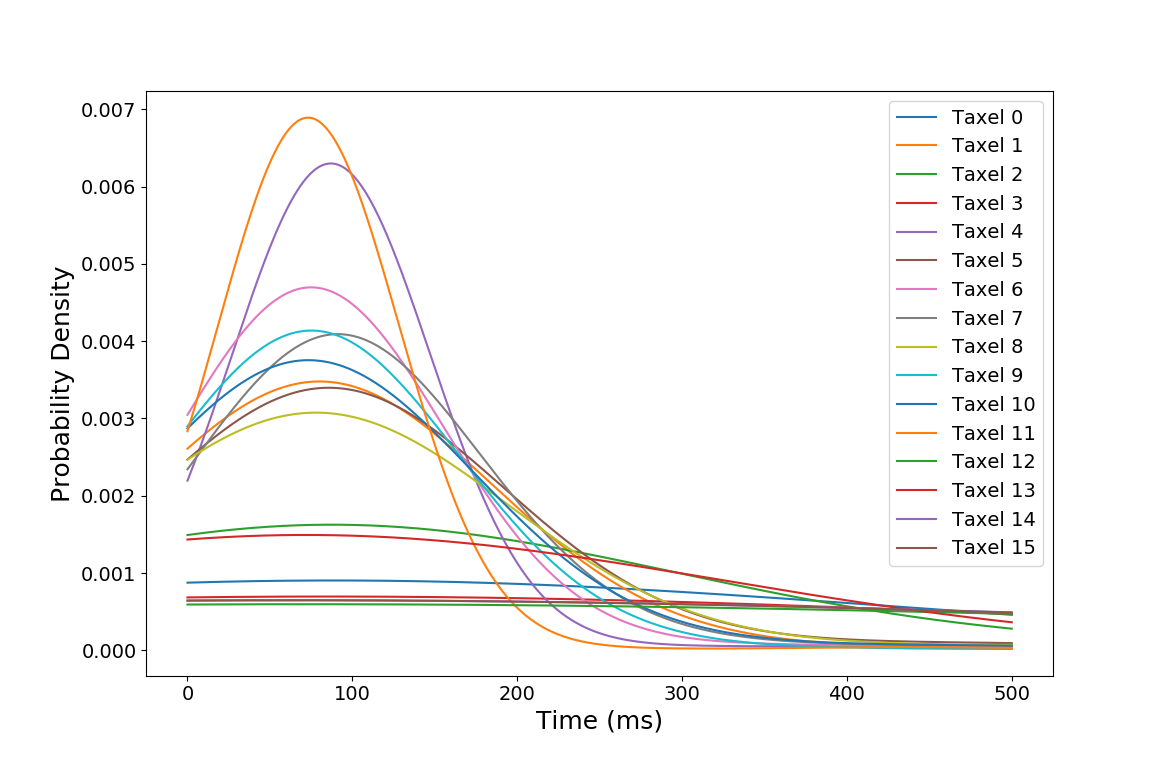 Probability Density
0.007
0.006
0.005
0.004
0.003
0.002
0.001
0.000
Taxel 0
Taxel 1
Taxel 2
Taxel 3
Taxel 4
Taxel 5
Taxel 6
Taxel 7
Taxel 8
Taxel 9
Taxel 10
Taxel 11
Taxel 12
Taxel 13
Taxel 14
Taxel 15
0 100 200 300 400 500
Time (ms)